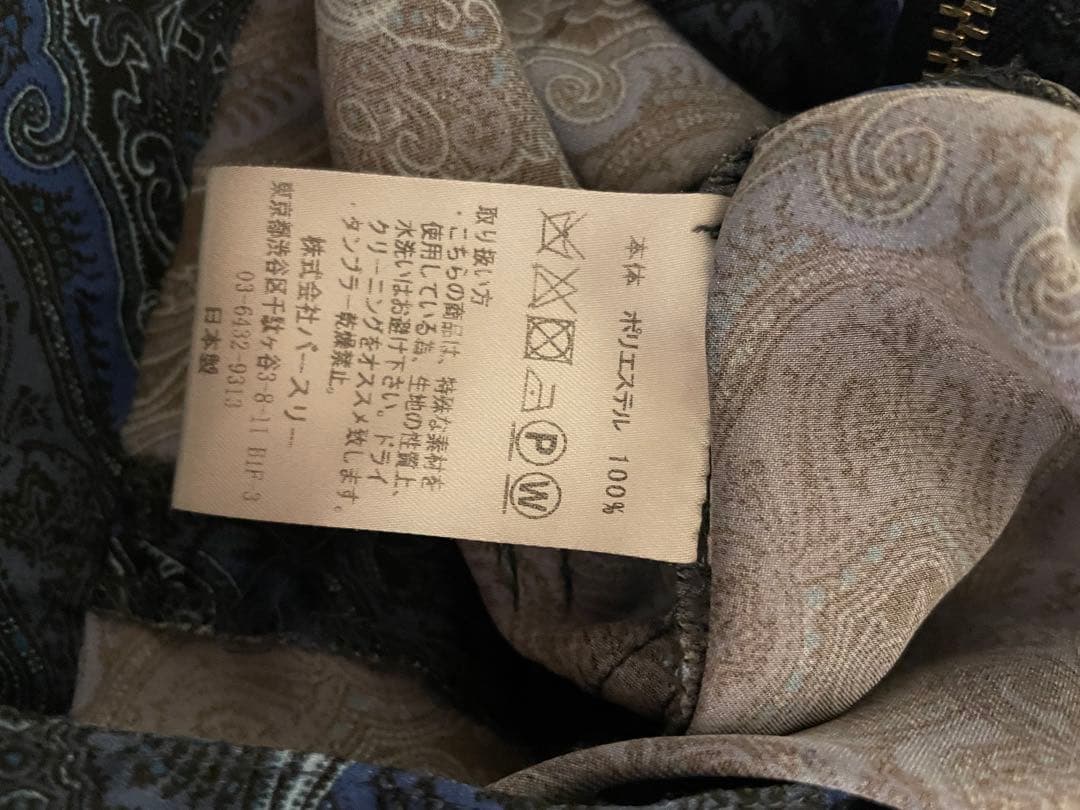 本体 ポリエステル 100%
P W
取り扱い方
・こちらの商品は、特殊な素材を
使用している為、生地の性質上、
水洗いはお避け下さい。ドライ
クリーニングをオススメ致します。
・タンブラー乾燥禁止。
株式会社パースリー
東京都渋谷区千駄ヶ谷3-8-11 B1F 3
03-6432-9313
日本製